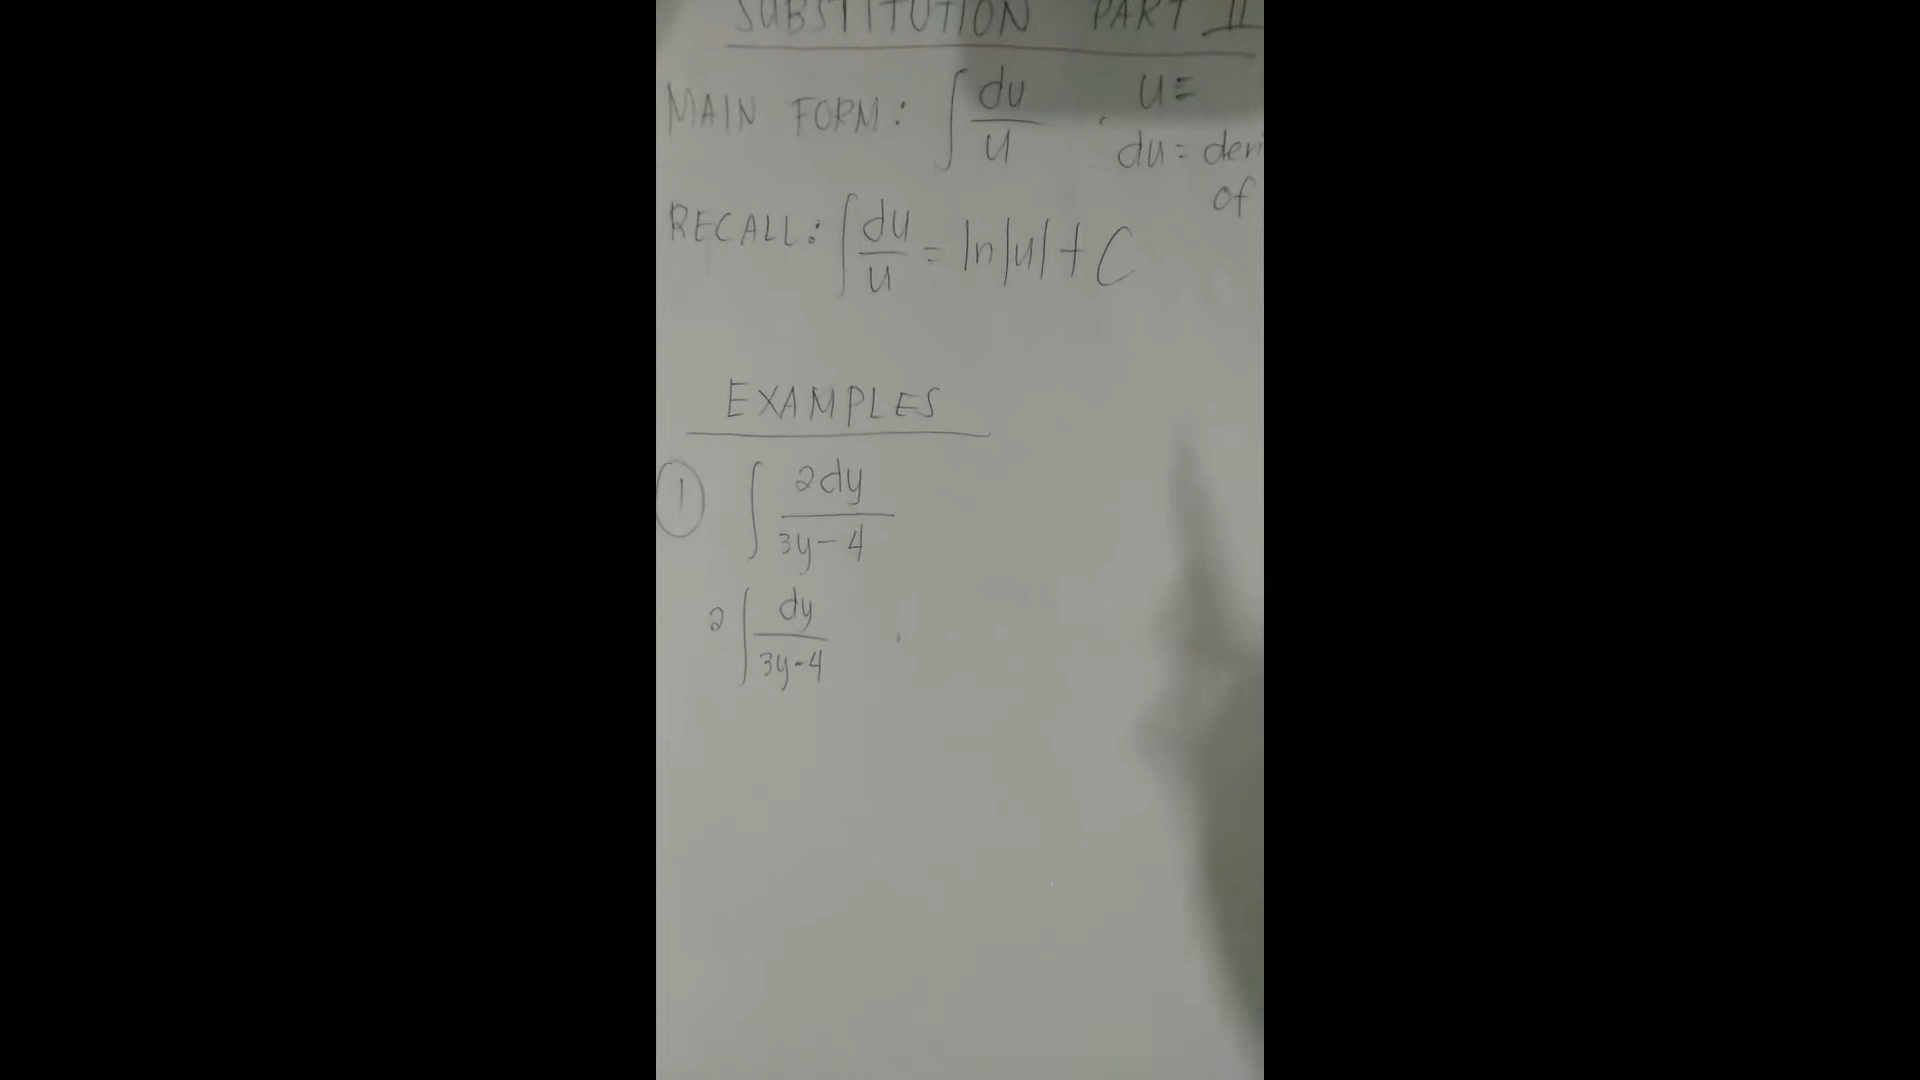 SUBSTITUTION PART II
MAIN FORM: ∫ du/u . u=
du = deri
of
RECALL: ∫ du/u = ln|u| + C
EXAMPLES
1 ∫ 2dy/3y-4
2 ∫ dy/3y-4